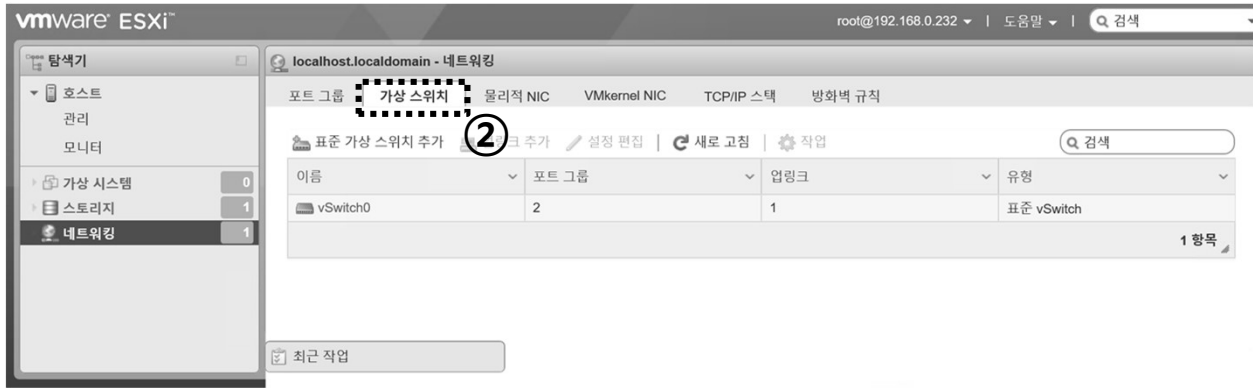 vmware ESXi™
root@192.168.0.232 | 도움말 | 검색
탐색기
호스트
관리
모니터
가상 시스템 0
스토리지 1
네트워킹 1
localhost.localdomain - 네트워킹
포트 그룹 가상 스위치 물리적 NIC VMkernel NIC TCP/IP 스택 방화벽 규칙
②
표준 가상 스위치 추가 추가 설정 편집 | 새로 고침 | 작업 검색
이름 포트 그룹 업링크 유형
vSwitch0 2 1 표준 vSwitch
1 항목
최근 작업